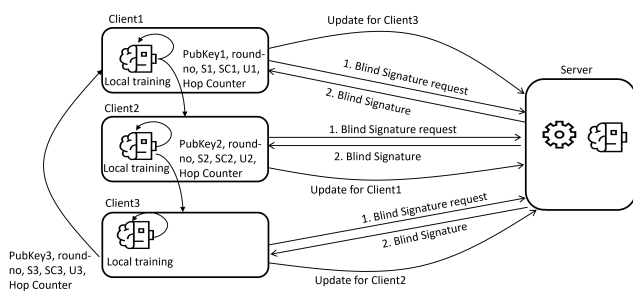 Client1
Update for Client3
PubKey1, round-
no, S1, SC1, U1,
Hop Counter
Local training
1. Blind Signature request
2. Blind Signature
Server
Client2
PubKey2, round-
no, S2, SC2, U2,
Hop Counter
Local training
1. Blind Signature request
2. Blind Signature
Update for Client1
Client3
Local training
1. Blind Signature request
2. Blind Signature
Update for Client2
PubKey3, round-
no, S3, SC3, U3,
Hop Counter